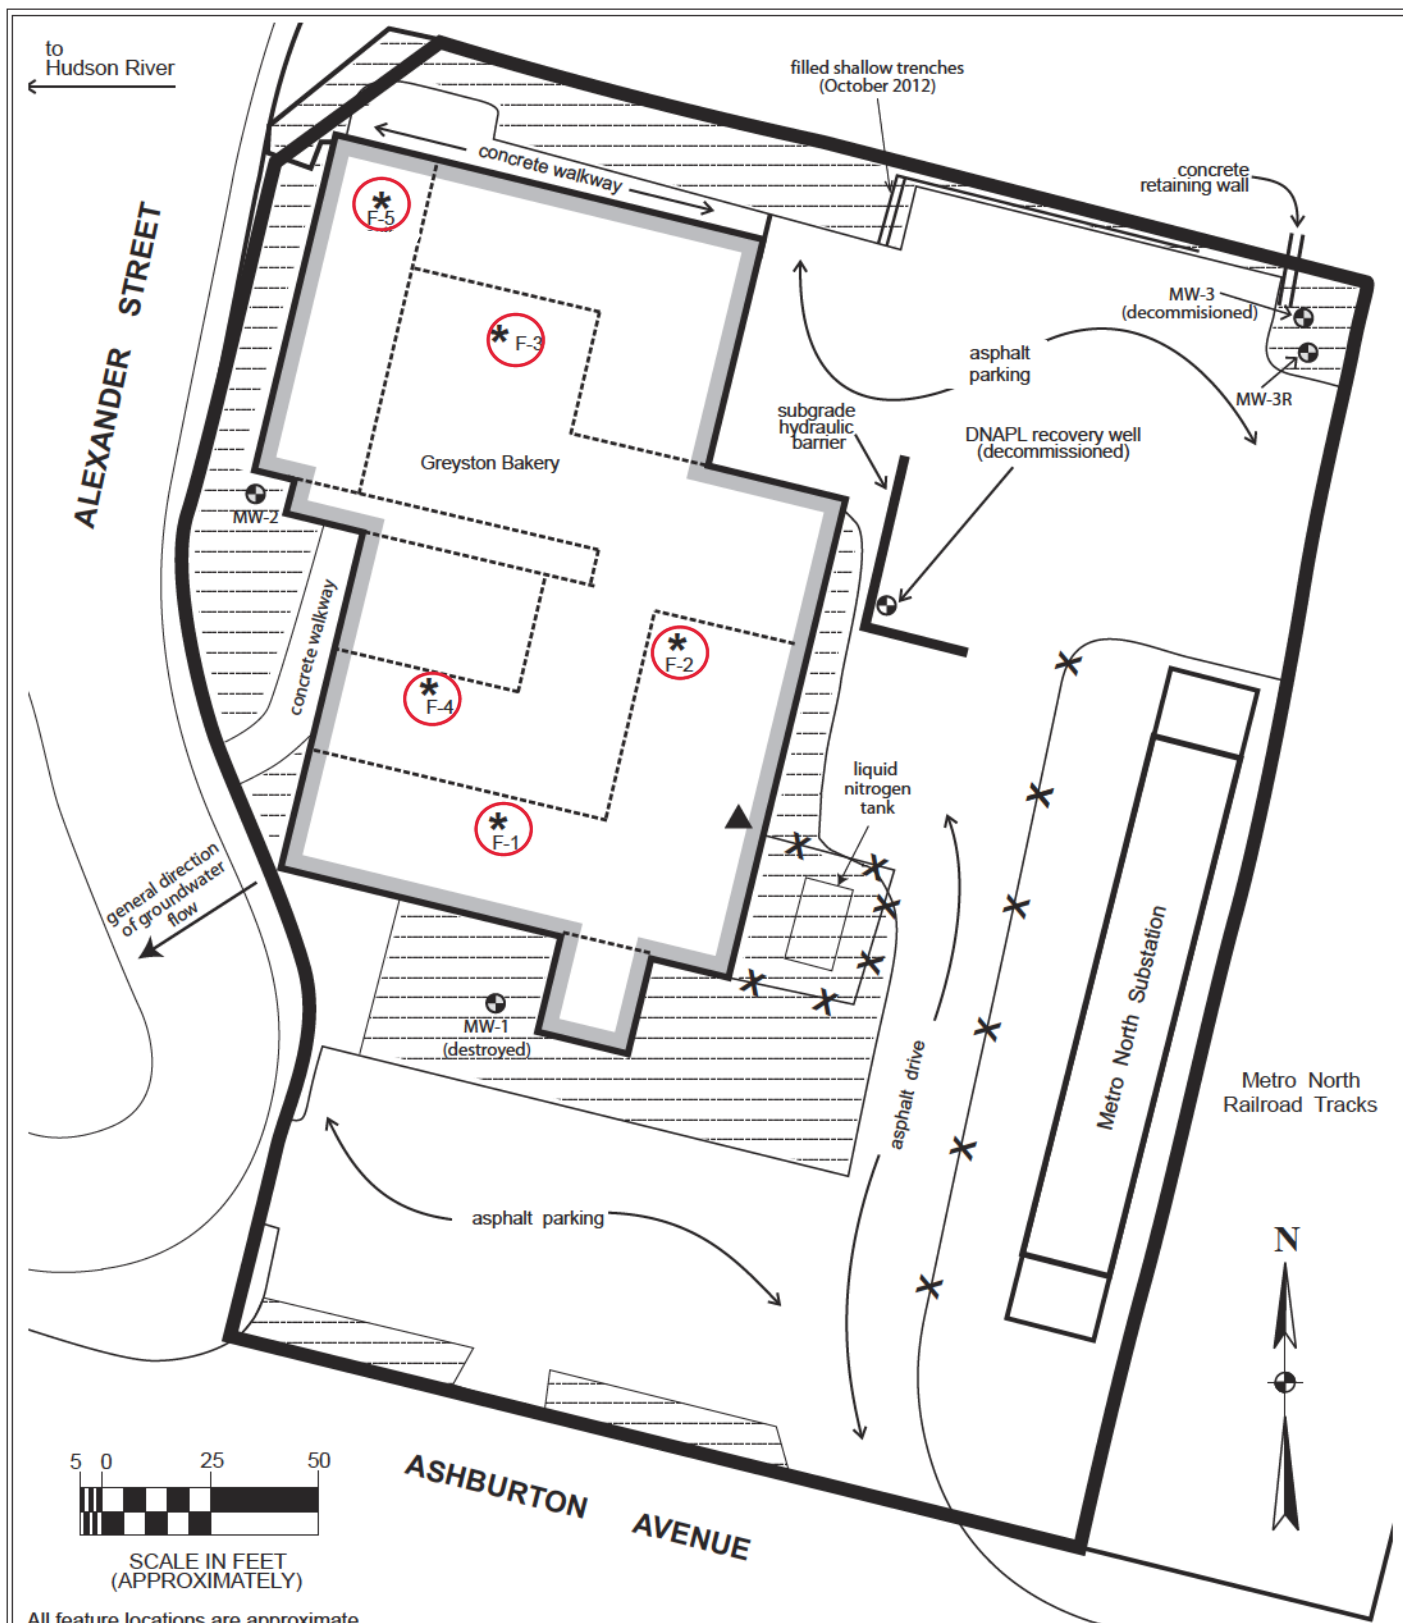 to
Hudson River
filled shallow trenches
(October 2012)
concrete walkway
concrete
retaining wall
F-5
ALEXANDER STREET
MW-3
(decommisioned)
F-3
asphalt
parking
MW-3R
subgrade
hydraulic
barrier
DNAPL recovery well
(decommissioned)
Greyston Bakery
MW-2
concrete walkway
F-2
F-4
liquid
nitrogen
tank
F-1
general direction
of groundwater
flow
Metro North Substation
MW-1
(destroyed)
asphalt drive
Metro North
Railroad Tracks
asphalt parking
N
5 0 25 50
ASHBURTON AVENUE
SCALE IN FEET
(APPROXIMATELY)
All feature locations are approximate